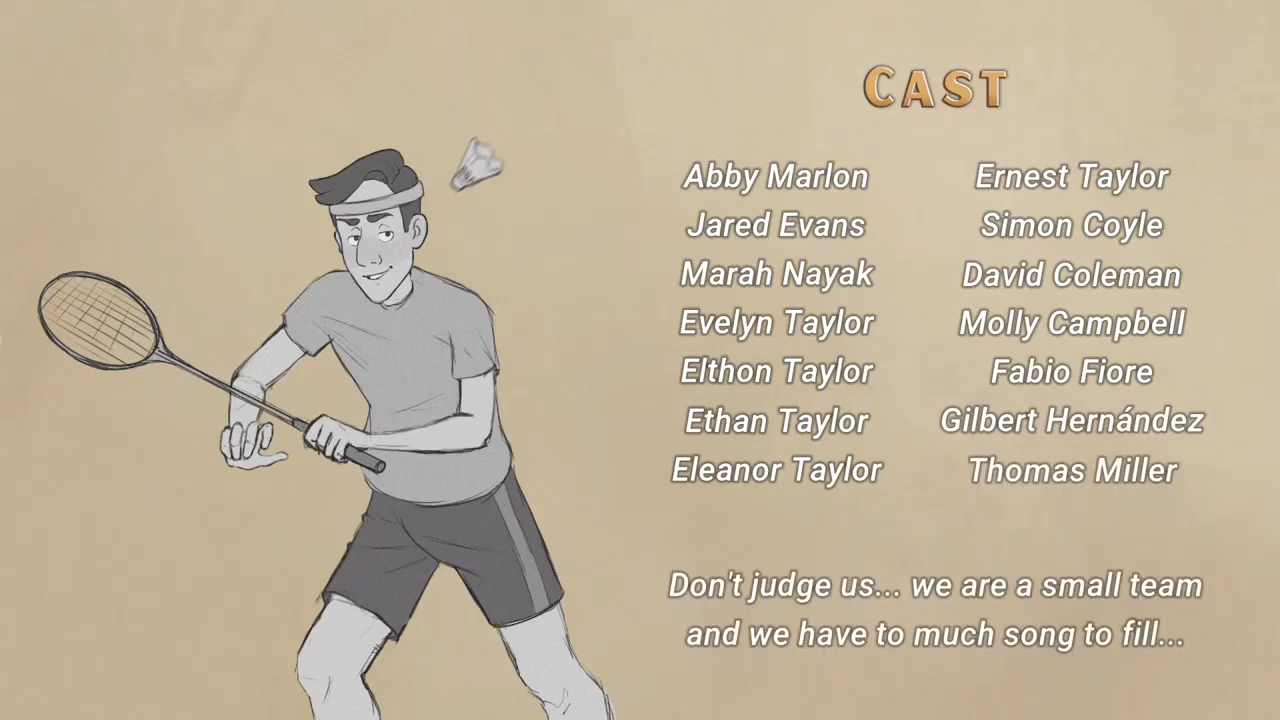 CAST
Abby Marlon
Jared Evans
Marah Nayak
Evelyn Taylor
Elthon Taylor
Ethan Taylor
Eleanor Taylor
Ernest Taylor
Simon Coyle
David Coleman
Molly Campbell
Fabio Fiore
Gilbert Hernández
Thomas Miller
Don't judge us... we are a small team
and we have to much song to fill...